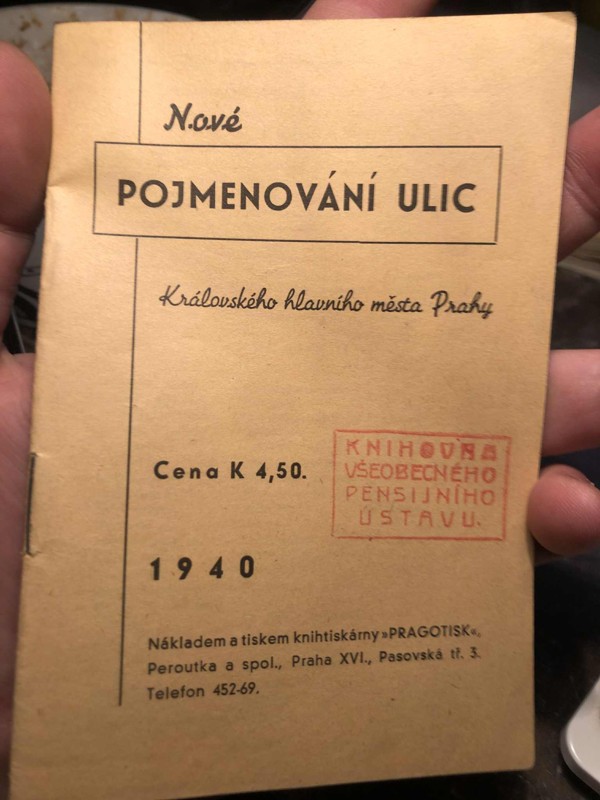 Nové
POJMENOVÁNÍ ULIC
Královského hlavního města Prahy
Cena K 4,50.
KNIHOVNA
VŠEOBECNÉHO
PENSIJNÍHO
ÚSTAVU.
1940
Nákladem a tiskem knihtiskárny »PRAGOTISK«,
Peroutka a spol., Praha XVI., Pasovská tř. 3.
Telefon 452-69.